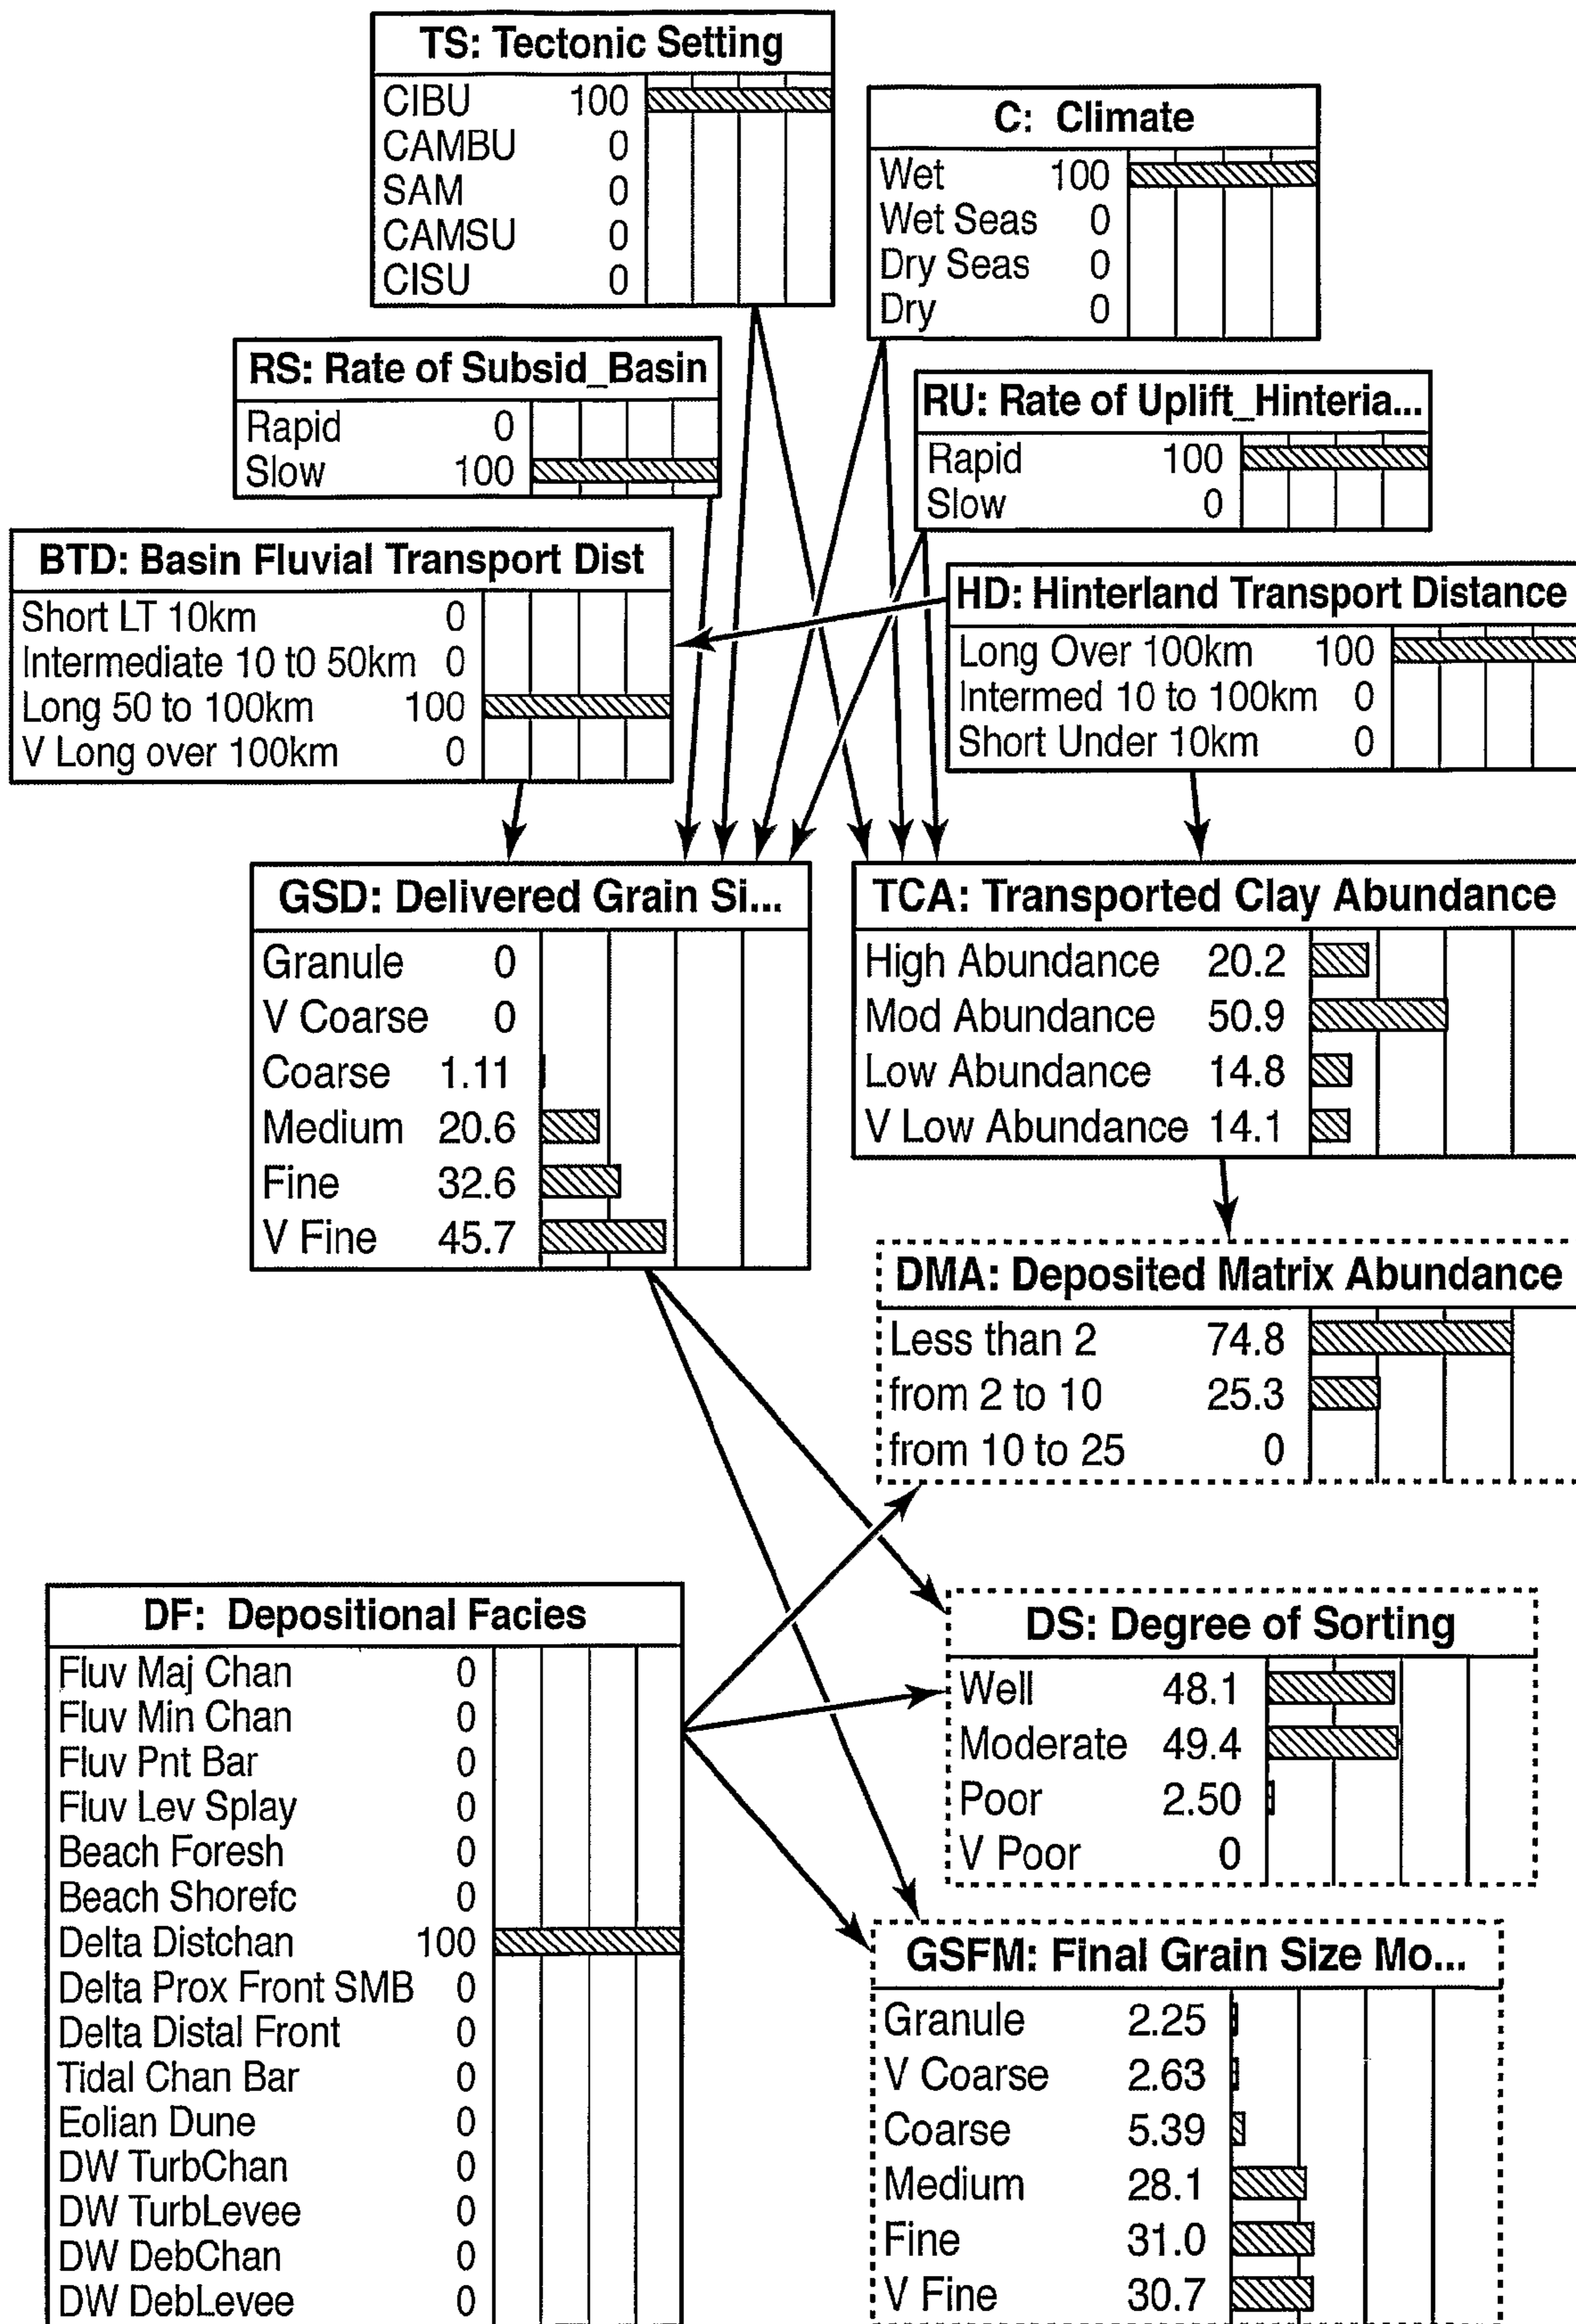 TS: Tectonic Setting
CIBU 100
CAMBU 0
SAM 0
CAMSU 0
CISU 0
C: Climate
Wet 100
Wet Seas 0
Dry Seas 0
Dry 0
RS: Rate of Subsid_Basin
Rapid 0
Slow 100
RU: Rate of Uplift_Hinteria...
Rapid 100
Slow 0
BTD: Basin Fluvial Transport Dist
Short LT 10km 0
Intermediate 10 t0 50km 0
Long 50 to 100km 100
V Long over 100km 0
HD: Hinterland Transport Distance
Long Over 100km 100
Intermed 10 to 100km 0
Short Under 10km 0
GSD: Delivered Grain Si...
Granule 0
V Coarse 0
Coarse 1.11
Medium 20.6
Fine 32.6
V Fine 45.7
TCA: Transported Clay Abundance
High Abundance 20.2
Mod Abundance 50.9
Low Abundance 14.8
V Low Abundance 14.1
DMA: Deposited Matrix Abundance
Less than 2 74.8
from 2 to 10 25.3
from 10 to 25 0
DF: Depositional Facies
Fluv Maj Chan 0
Fluv Min Chan 0
Fluv Pnt Bar 0
Fluv Lev Splay 0
Beach Foresh 0
Beach Shorefc 0
Delta Distchan 100
Delta Prox Front SMB 0
Delta Distal Front 0
Tidal Chan Bar 0
Eolian Dune 0
DW TurbChan 0
DW TurbLevee 0
DW DebChan 0
DW DebLevee 0
DS: Degree of Sorting
Well 48.1
Moderate 49.4
Poor 2.50
V Poor 0
GSFM: Final Grain Size Mo...
Granule 2.25
V Coarse 2.63
Coarse 5.39
Medium 28.1
Fine 31.0
V Fine 30.7